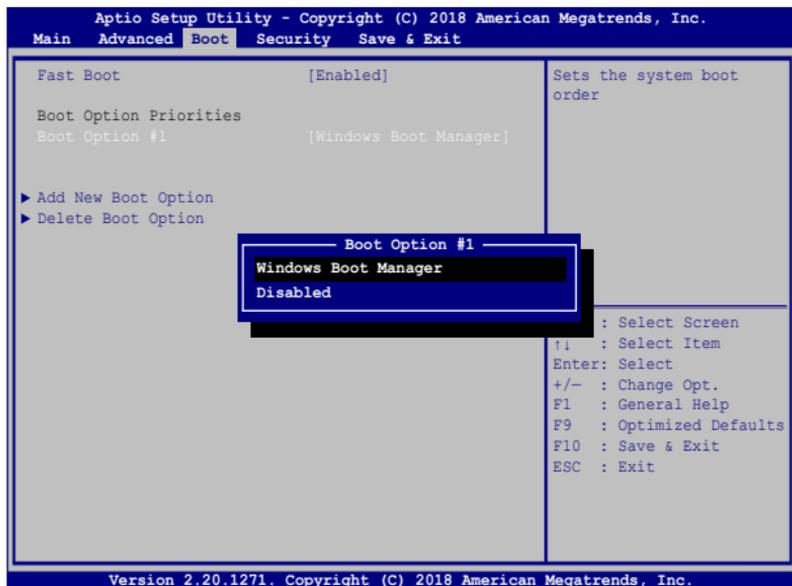 Aptio Setup Utility - Copyright (C) 2018 American Megatrends, Inc.
Main Advanced Boot Security Save & Exit
Fast Boot [Enabled]
Boot Option Priorities
Boot Option #1 [Windows Boot Manager]
► Add New Boot Option
► Delete Boot Option
Sets the system boot
order
Boot Option #1
Windows Boot Manager
Disabled
: Select Screen
↑↓ : Select Item
Enter: Select
+/— : Change Opt.
F1 : General Help
F9 : Optimized Defaults
F10 : Save & Exit
ESC : Exit
Version 2.20.1271. Copyright (C) 2018 American Megatrends, Inc.